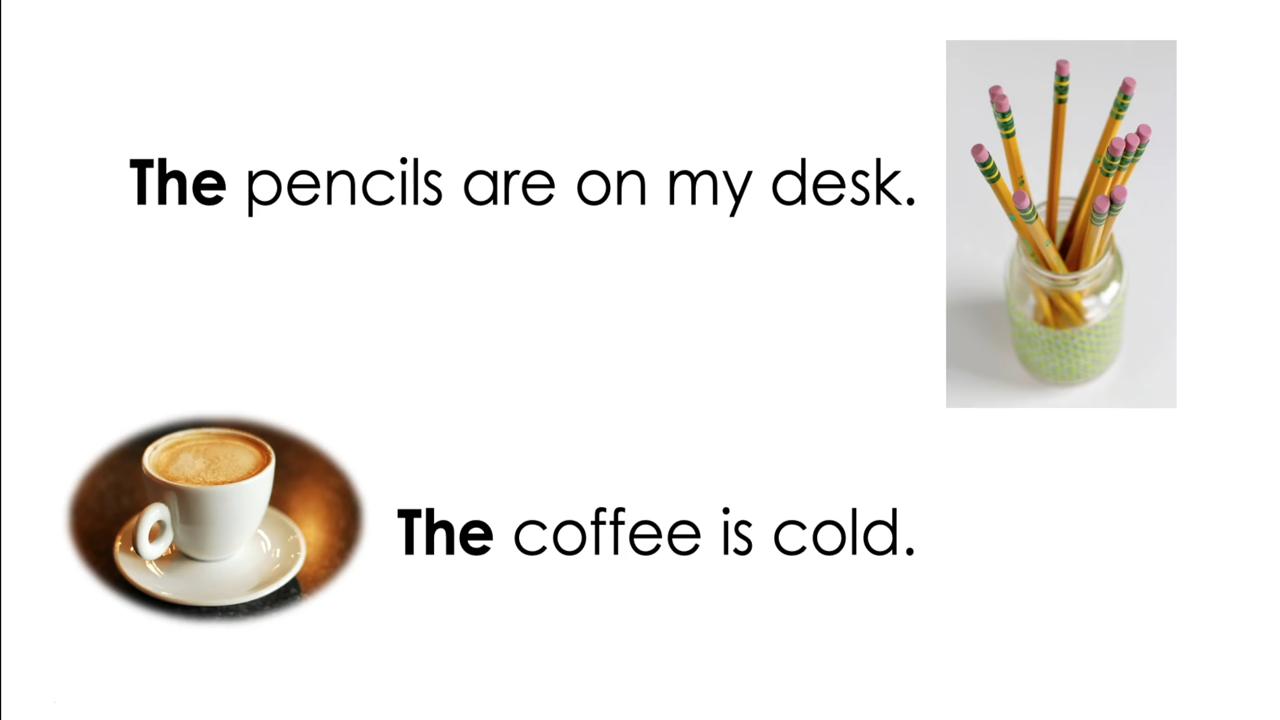 The pencils are on my desk.
The coffee is cold.